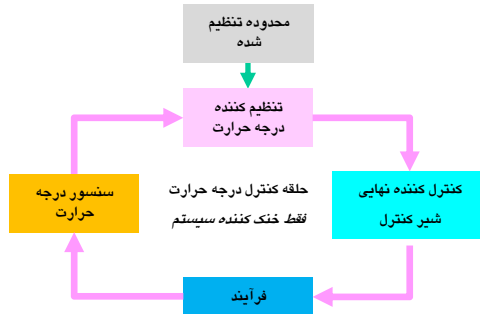 محدوده تنظیم
شده
تنظیم کننده
درجه حرارت
سنسور درجه
حرارت
حلقه کنترل درجه حرارت
فقط خنک کننده سیستم
کنترل کننده نهایی
شیر کنترل
فرآیند